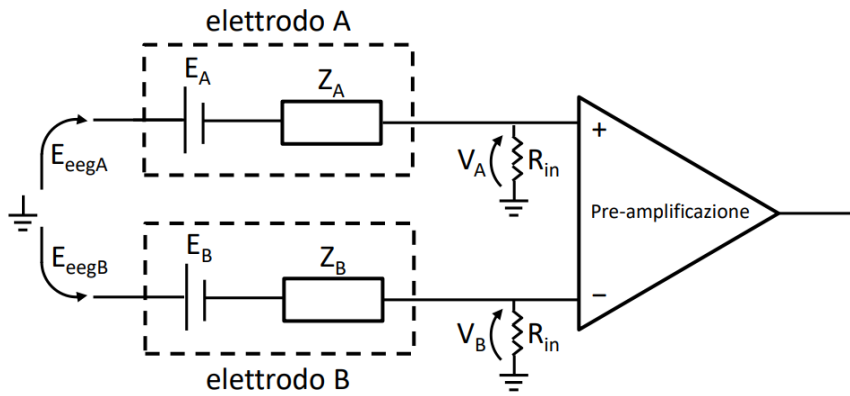 elettrodo A
E_A
Z_A
E_eegA
V_A
R_in
+
Pre-amplificazione
E_eegB
E_B
Z_B
−
V_B
R_in
elettrodo B